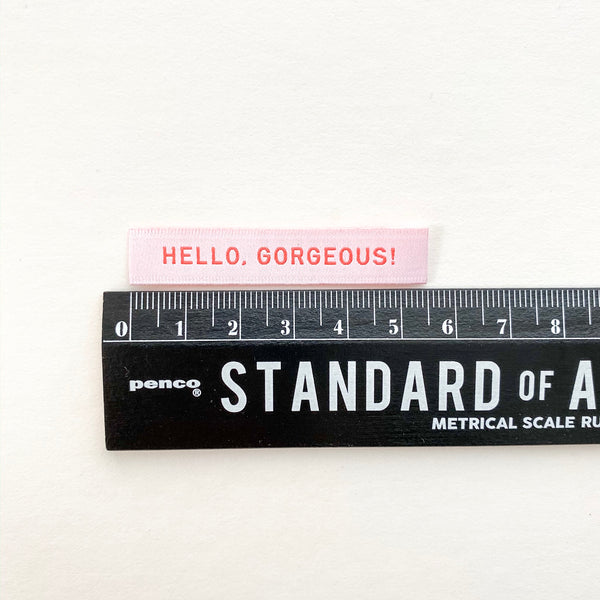 HELLO, GORGEOUS!
0 1 2 3 4 5 6 7 8
penco® STANDARD OF A
METRICAL SCALE RU